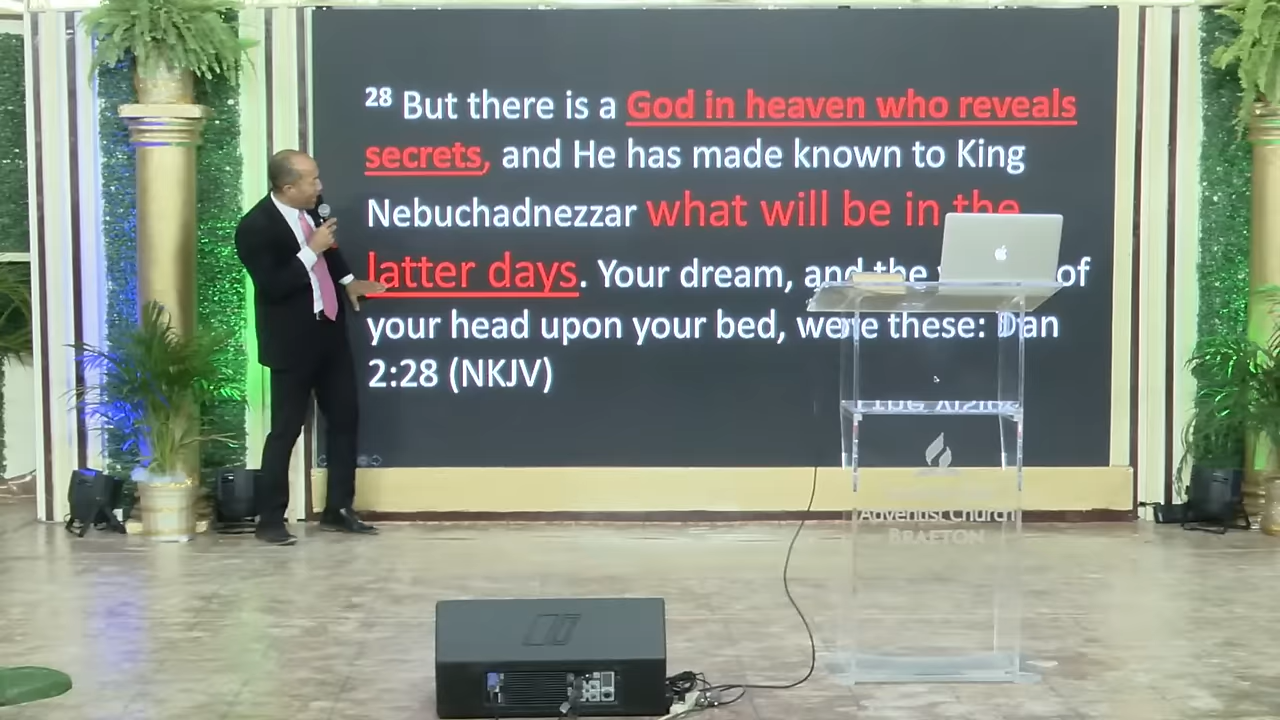 28 But there is a God in heaven who reveals
secrets, and He has made known to King
Nebuchadnezzar what will be in the
latter days. Your dream, and the of
your head upon your bed, were these: Dan
2:28 (NKJV)
Adventist Church
BRAETON